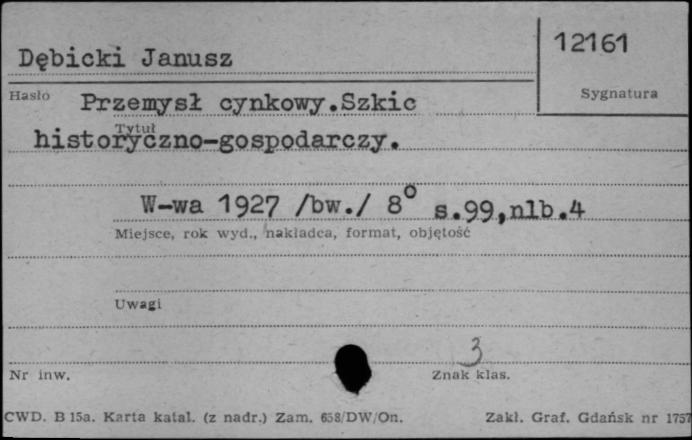 Dębicki Janusz
12161
Hasło
Sygnatura
Przemysł cynkowy.Szkic
Tytuł
historyczno-gospodarczy.
W-wa 1927 /bw./ 8° s.99,nlb.4
Miejsce, rok wyd., nakładca, format, objętość
Uwagi
3
Nr inw.
Znak klas.
CWD. B 15a. Karta katal. (z nadr.) Zam. 658/DW/On.
Zakł. Graf. Gdańsk nr 1757